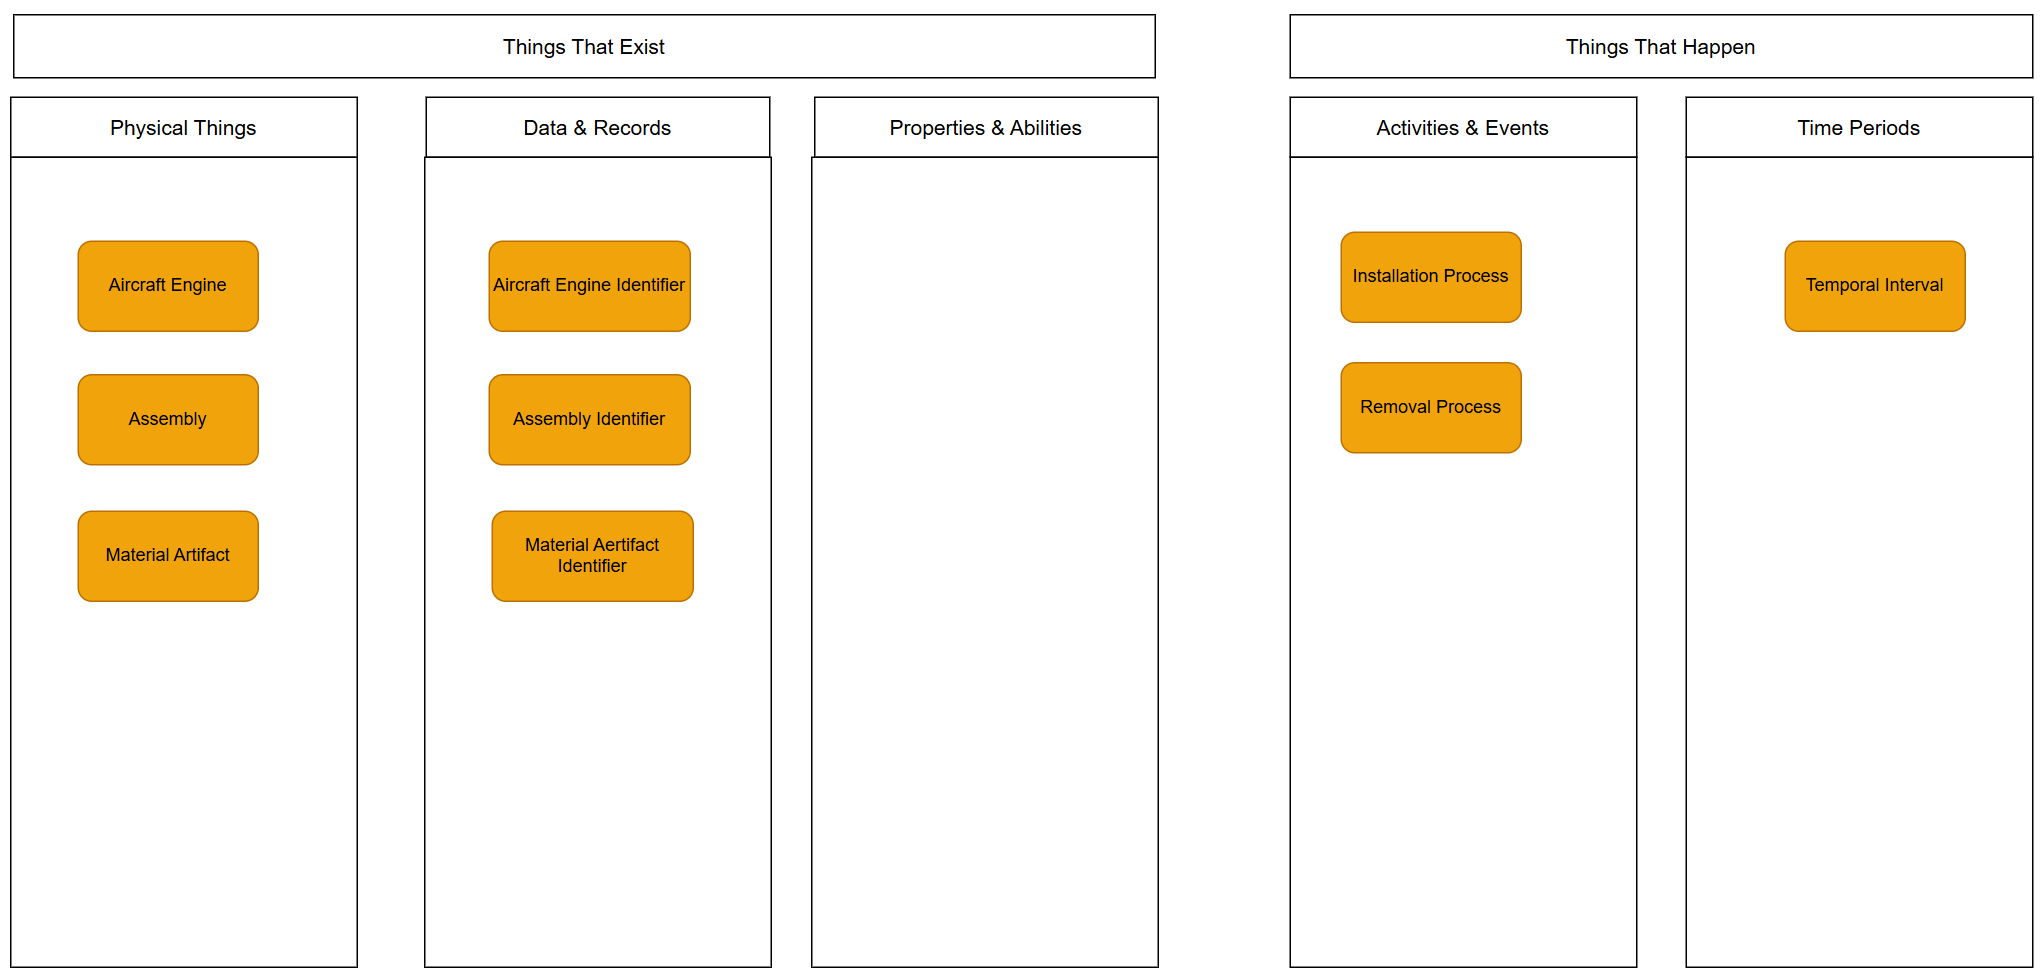 Things That Exist
Things That Happen
Physical Things
Data & Records
Properties & Abilities
Activities & Events
Time Periods
Aircraft Engine
Assembly
Material Artifact
Aircraft Engine Identifier
Assembly Identifier
Material Aertifact
Identifier
Installation Process
Removal Process
Temporal Interval